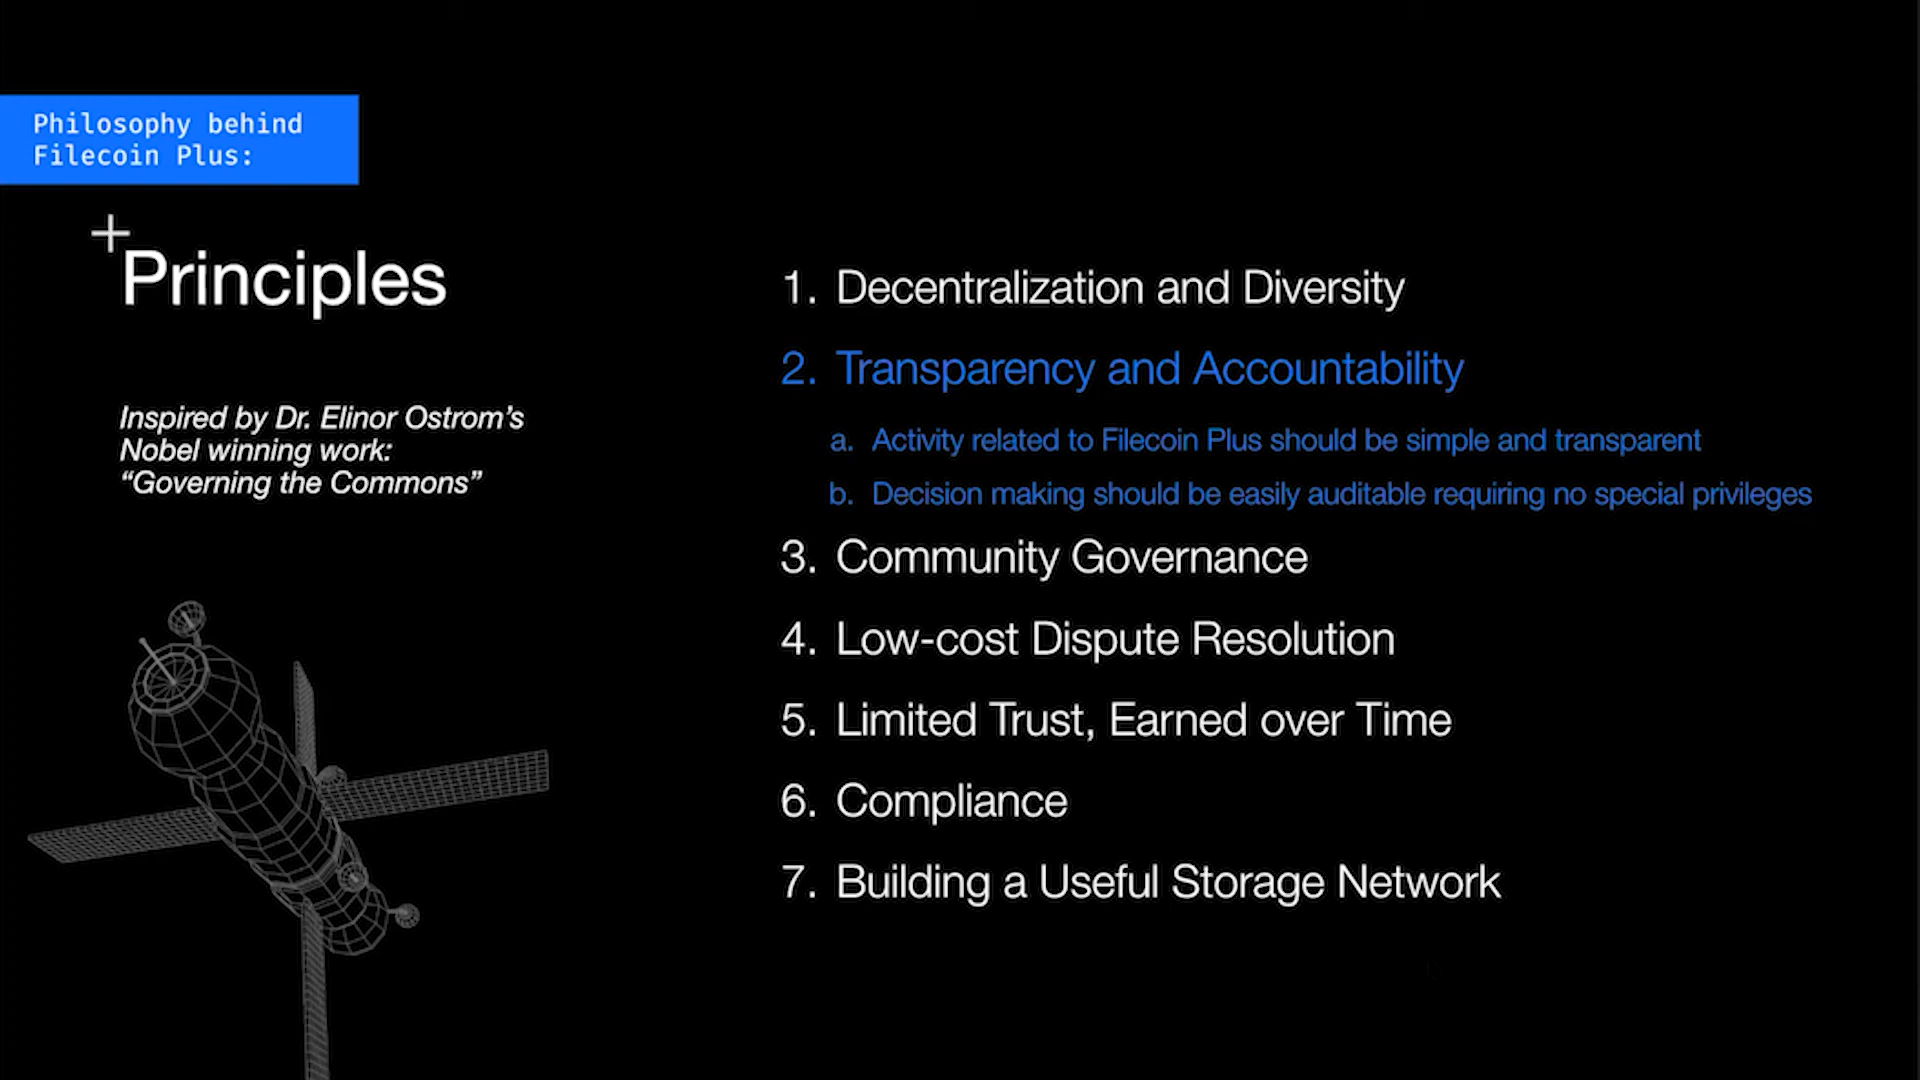 Philosophy behind
Filecoin Plus:
Principles
Inspired by Dr. Elinor Ostrom’s
Nobel winning work:
“Governing the Commons”
1. Decentralization and Diversity
2. Transparency and Accountability
a. Activity related to Filecoin Plus should be simple and transparent
b. Decision making should be easily auditable requiring no special privileges
3. Community Governance
4. Low-cost Dispute Resolution
5. Limited Trust, Earned over Time
6. Compliance
7. Building a Useful Storage Network